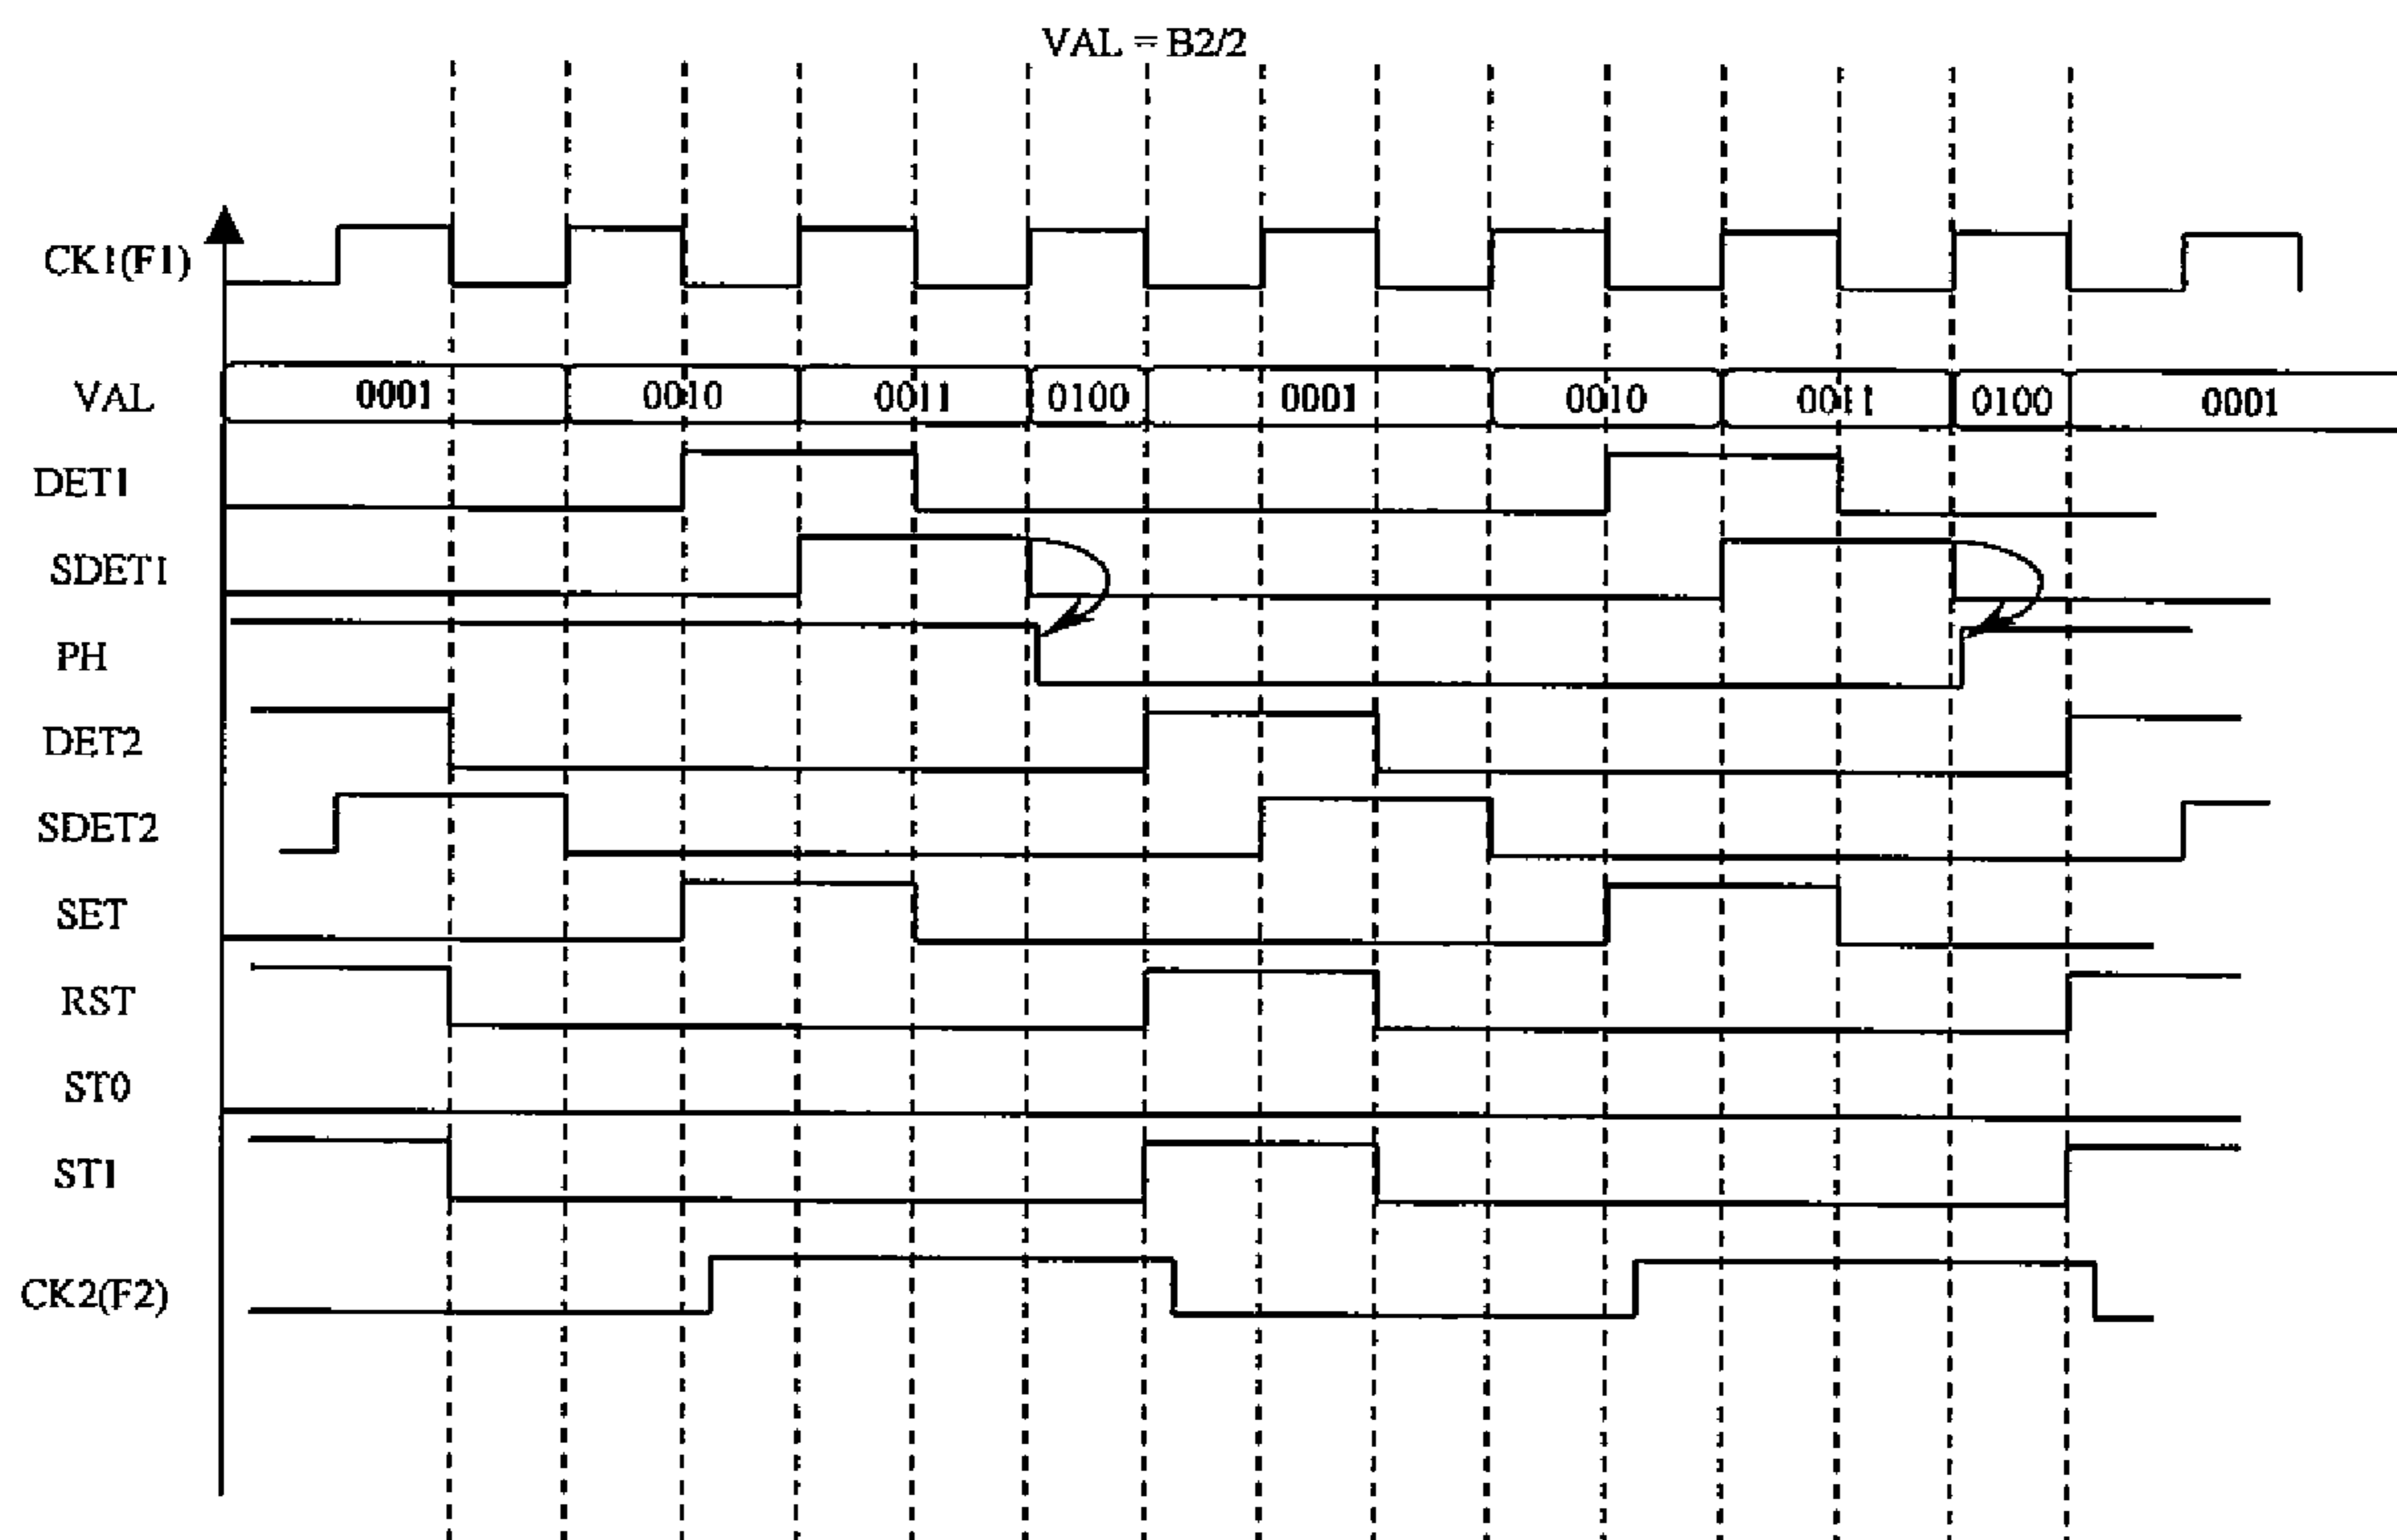 VAL = B2/2
CK1(F1)
VAL 0001 0010 0011 0100 0001 0010 0011 0100 0001
DET1
SDET1
PH
DET2
SDET2
SET
RST
ST0
ST1
CK2(F2)